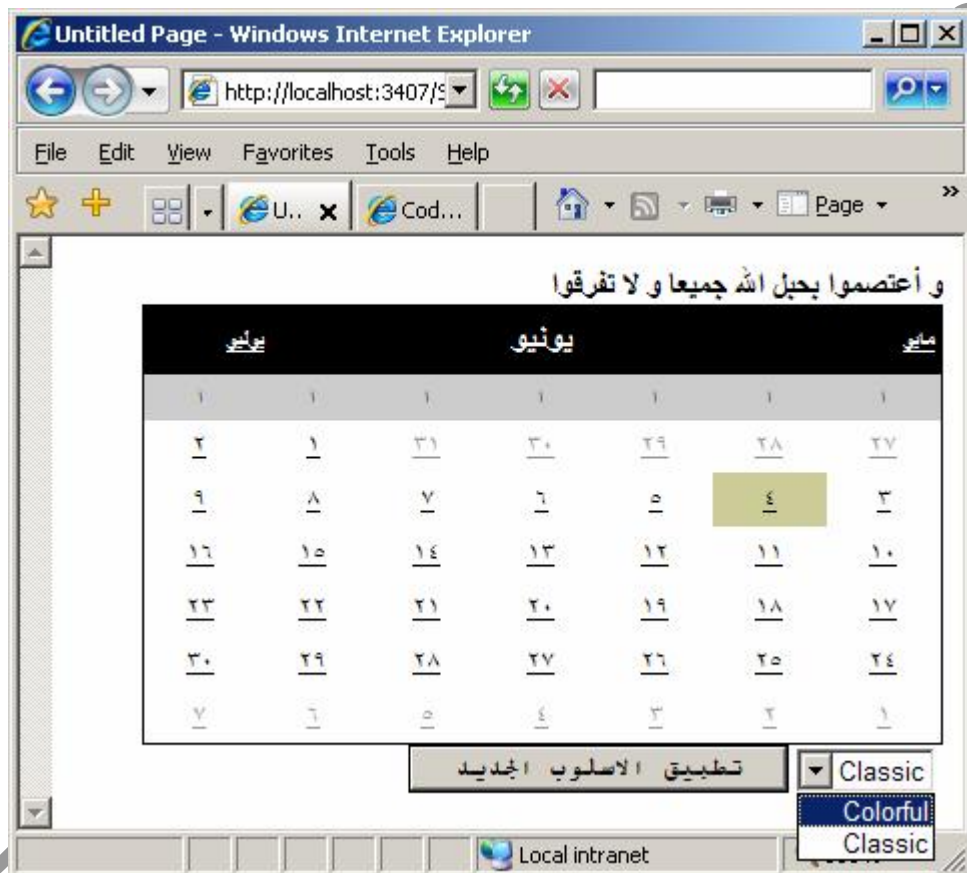 Untitled Page - Windows Internet Explorer
http://localhost:3407/S
File Edit View Favorites Tools Help
U.. Cod... Page
و أعتصموا بحبل الله جميعا و لا تفرقوا
مايو يونيو يوليو
ا ا ا ا ا ا ا
٢٧ ٢٨ ٢٩ ٣٠ ٣١ ١ ٢
٣ ٤ ٥ ٦ ٧ ٨ ٩
١٠ ١١ ١٢ ١٣ ١٤ ١٥ ١٦
١٧ ١٨ ١٩ ٢٠ ٢١ ٢٢ ٢٣
٢٤ ٢٥ ٢٦ ٢٧ ٢٨ ٢٩ ٣٠
١ ٢ ٣ ٤ ٥ ٦ ٧
Classic تطبيق الاسلوب الجديد
Colorful
Classic
Local intranet